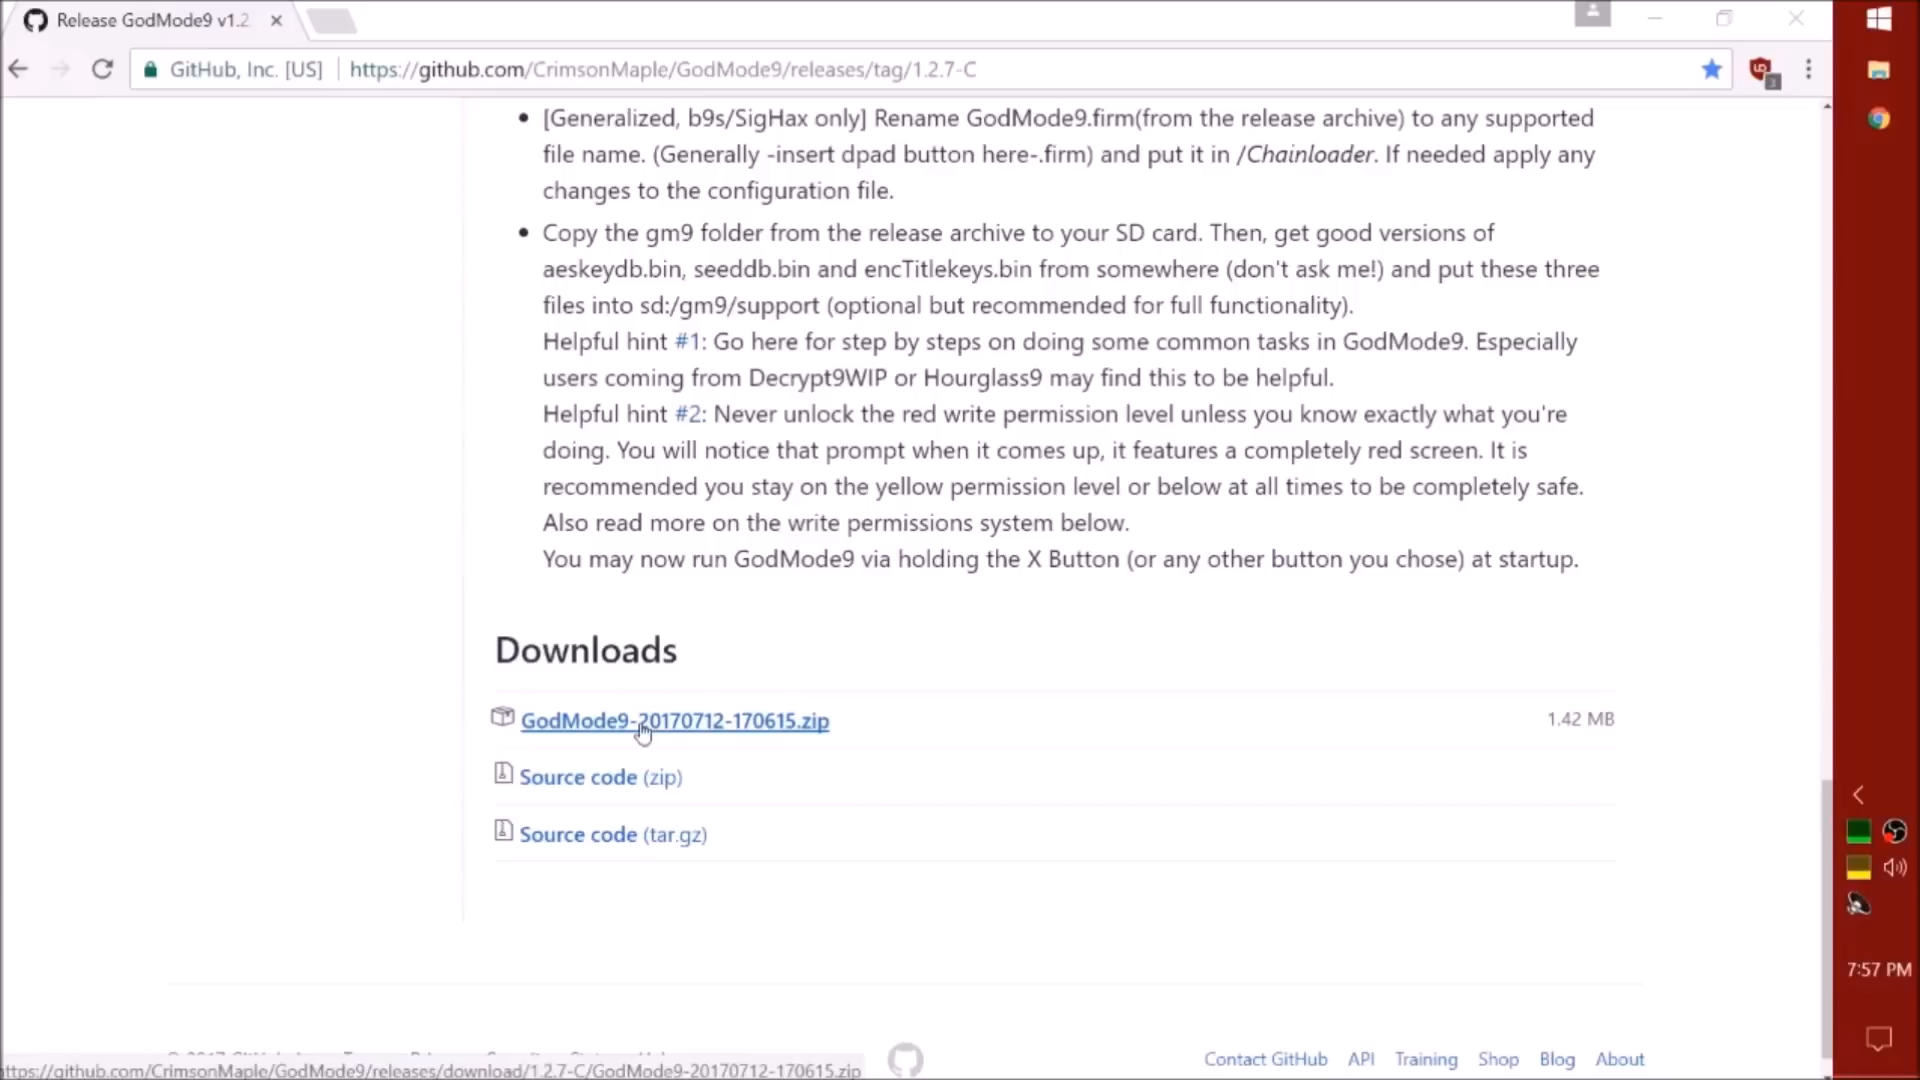 Release GodMode9 v1.2
GitHub, Inc. [US] https://github.com/CrimsonMaple/GodMode9/releases/tag/1.2.7-C
3
[Generalized, b9s/SigHax only] Rename GodMode9.firm(from the release archive) to any supported
file name. (Generally -insert dpad button here-.firm) and put it in /Chainloader. If needed apply any
changes to the configuration file.
Copy the gm9 folder from the release archive to your SD card. Then, get good versions of
aeskeydb.bin, seeddb.bin and encTitlekeys.bin from somewhere (don't ask me!) and put these three
files into sd:/gm9/support (optional but recommended for full functionality).
Helpful hint #1: Go here for step by steps on doing some common tasks in GodMode9. Especially
users coming from Decrypt9WIP or Hourglass9 may find this to be helpful.
Helpful hint #2: Never unlock the red write permission level unless you know exactly what you're
doing. You will notice that prompt when it comes up, it features a completely red screen. It is
recommended you stay on the yellow permission level or below at all times to be completely safe.
Also read more on the write permissions system below.
You may now run GodMode9 via holding the X Button (or any other button you chose) at startup.
Downloads
GodMode9-20170712-170615.zip 1.42 MB
Source code (zip)
Source code (tar.gz)
7:57 PM
Contact GitHub API Training Shop Blog About
https://github.com/CrimsonMaple/GodMode9/releases/download/1.2.7-C/GodMode9-20170712-170615.zip